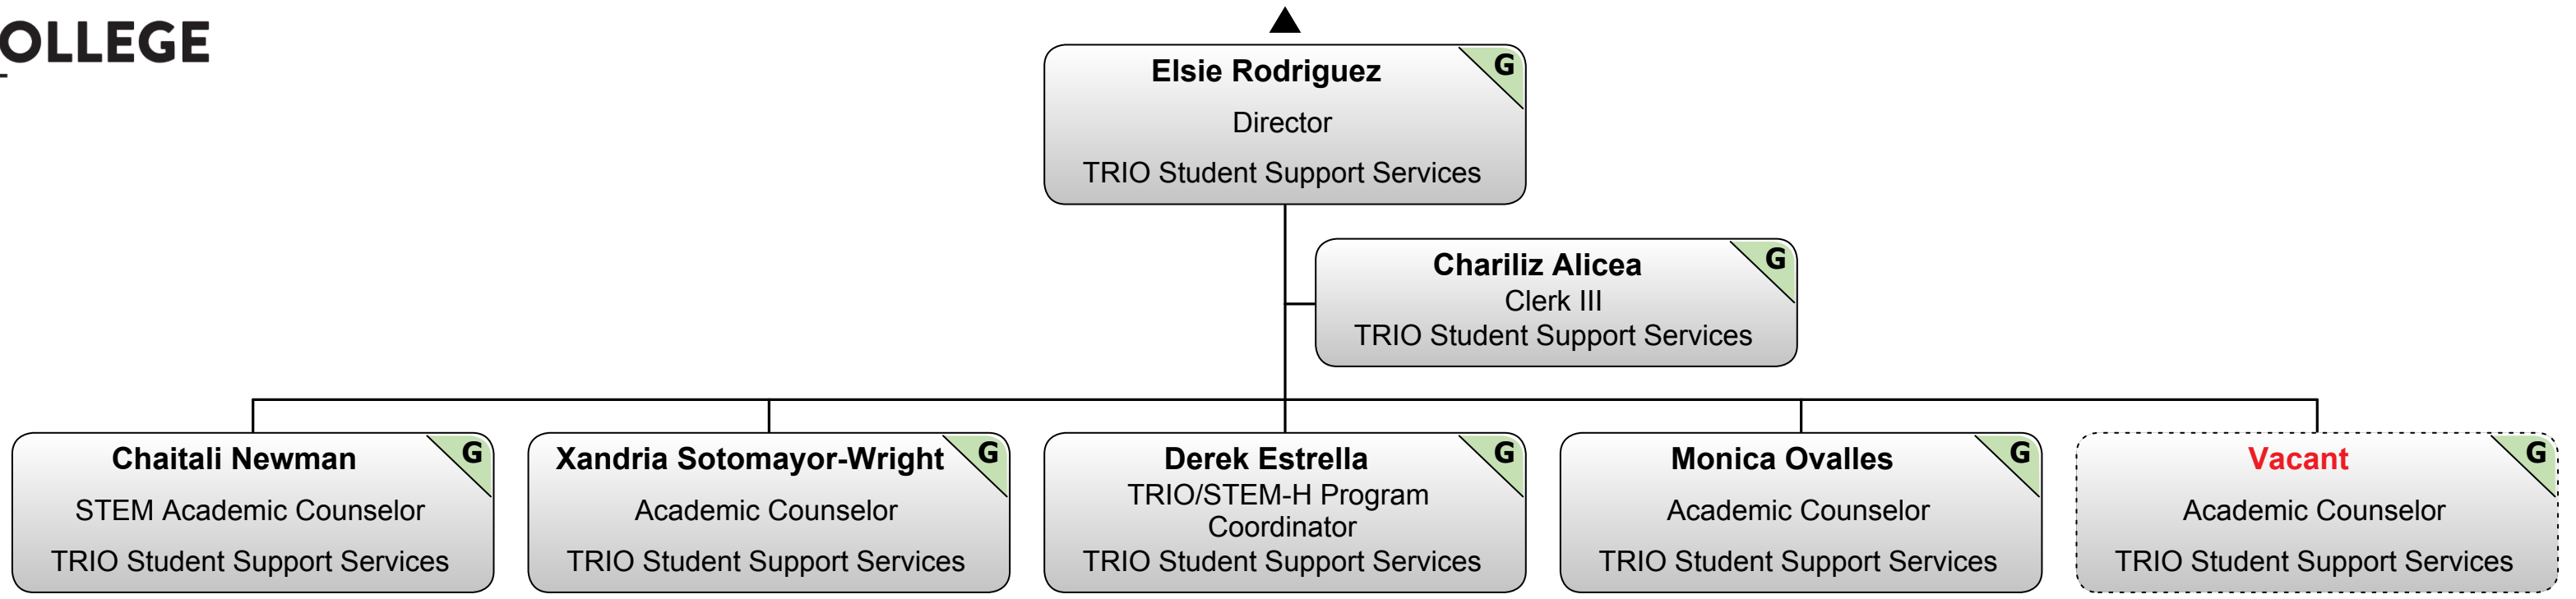 OLLEGE
Elsie Rodriguez
G
Director
TRIO Student Support Services
Chariliz Alicea
G
Clerk III
TRIO Student Support Services
Chaitali Newman
G
STEM Academic Counselor
TRIO Student Support Services
Xandria Sotomayor-Wright
G
Academic Counselor
TRIO Student Support Services
Derek Estrella
G
TRIO/STEM-H Program
Coordinator
TRIO Student Support Services
Monica Ovalles
G
Academic Counselor
TRIO Student Support Services
Vacant
G
Academic Counselor
TRIO Student Support Services